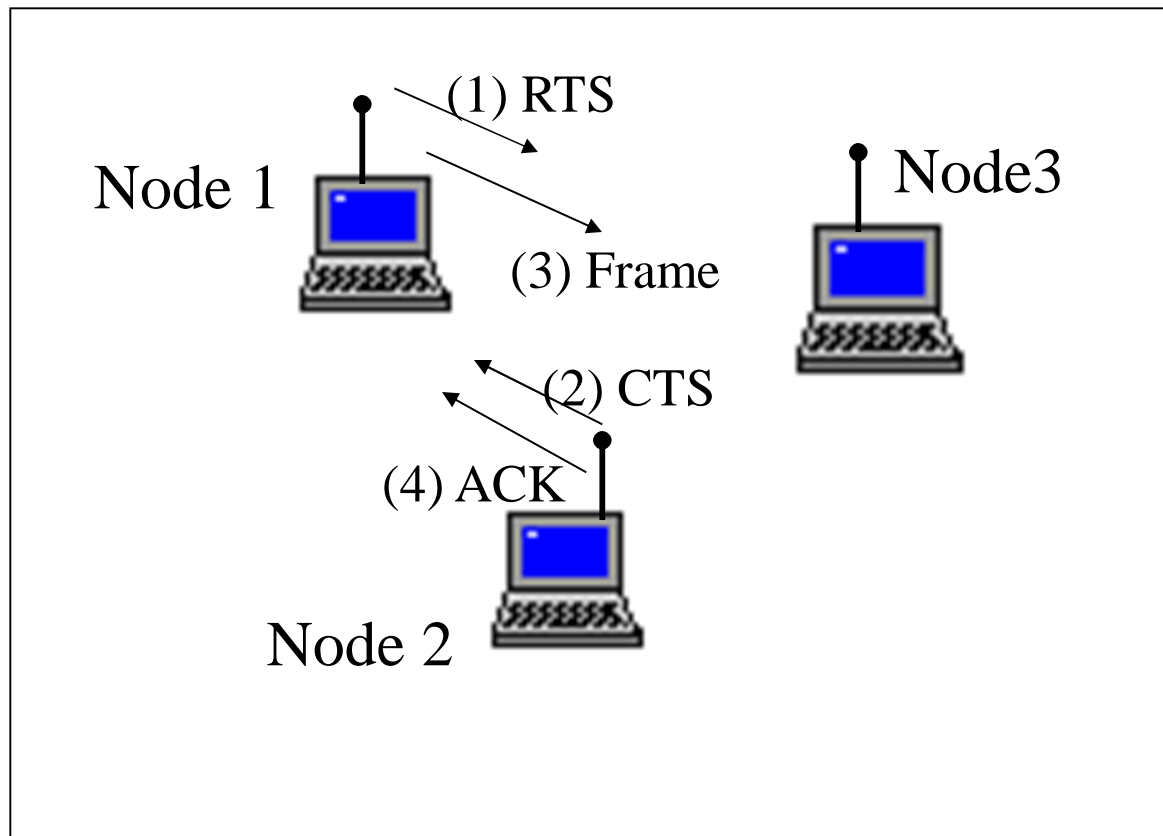 (1) RTS
Node 1
Node3
(3) Frame
(2) CTS
(4) ACK
Node 2